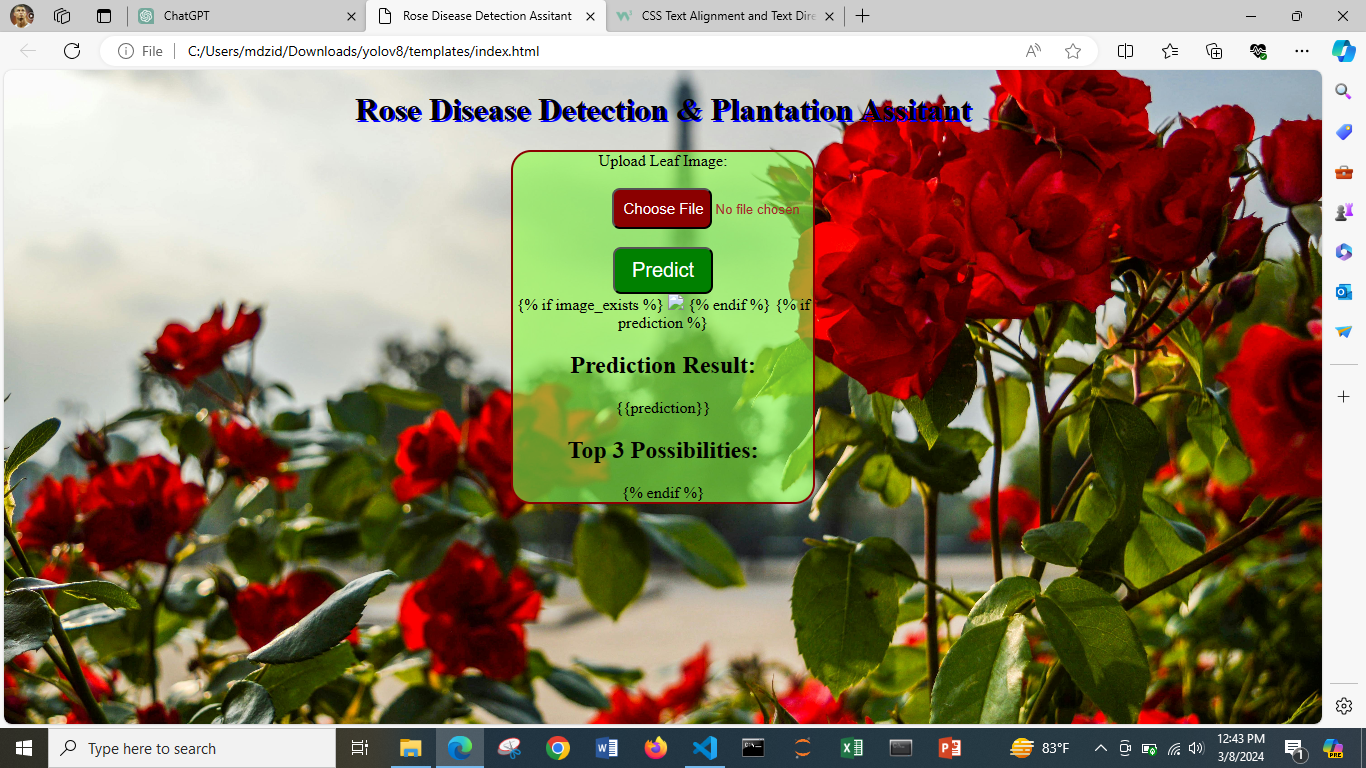 ChatGPT
Rose Disease Detection Assitant
CSS Text Alignment and Text Dire
File
C:/Users/mdzid/Downloads/yolov8/templates/index.html
Rose Disease Detection & Plantation Assitant
Upload Leaf Image:
Choose File No file chosen
Predict
{% if image_exists %} {% endif %} {% if
prediction %}
Prediction Result:
{{prediction}}
Top 3 Possibilities:
{% endif %}
Type here to search
83°F
12:43 PM
3/8/2024
1
PRE